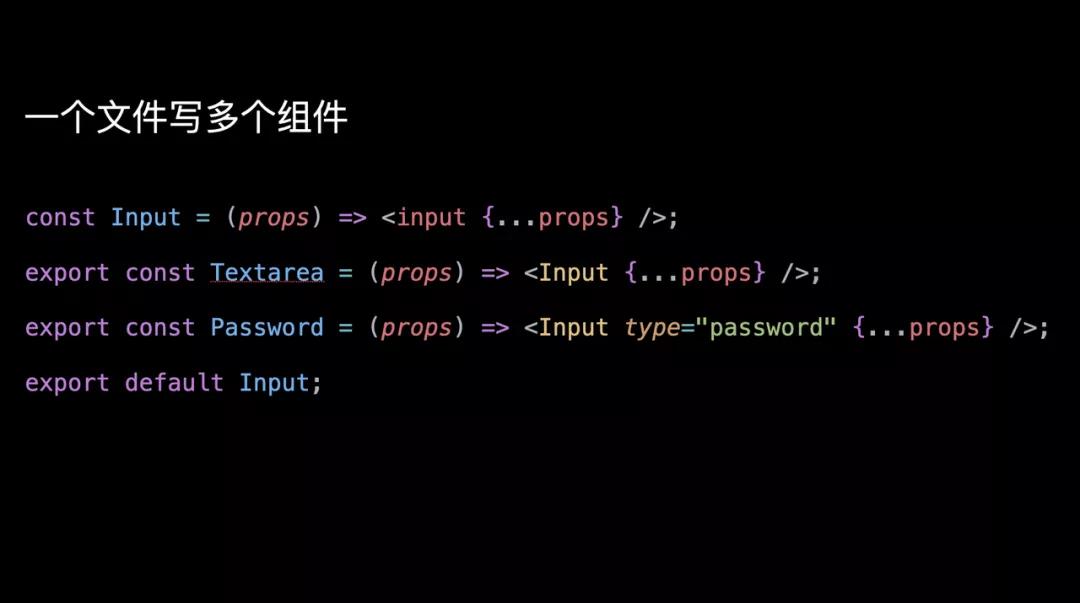 一个文件写多个组件
const Input = (props) => <input {...props} />;
export const Textarea = (props) => <Input {...props} />;
export const Password = (props) => <Input type="password" {...props} />;
export default Input;